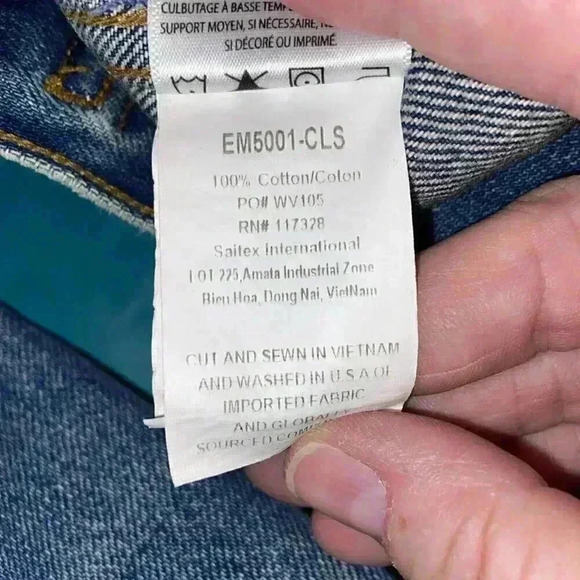 CULBUTAGE À BASSE
SUPPORT MOYEN, SI NÉCESSAIRE,
SI DÉCORÉ OU IMPRIMÉ.
EM5001-CLS
100% Cotton/Coton
PO# WV105
RN# 117328
Saitex International
LOT 225,Amata Industrial Zone
Bien Hoa, Dong Nai, VietNam
CUT AND SEWN IN VIETNAM
AND WASHED IN U S A OF
IMPORTED FABRIC
AND GLOBALLY
SOURCED